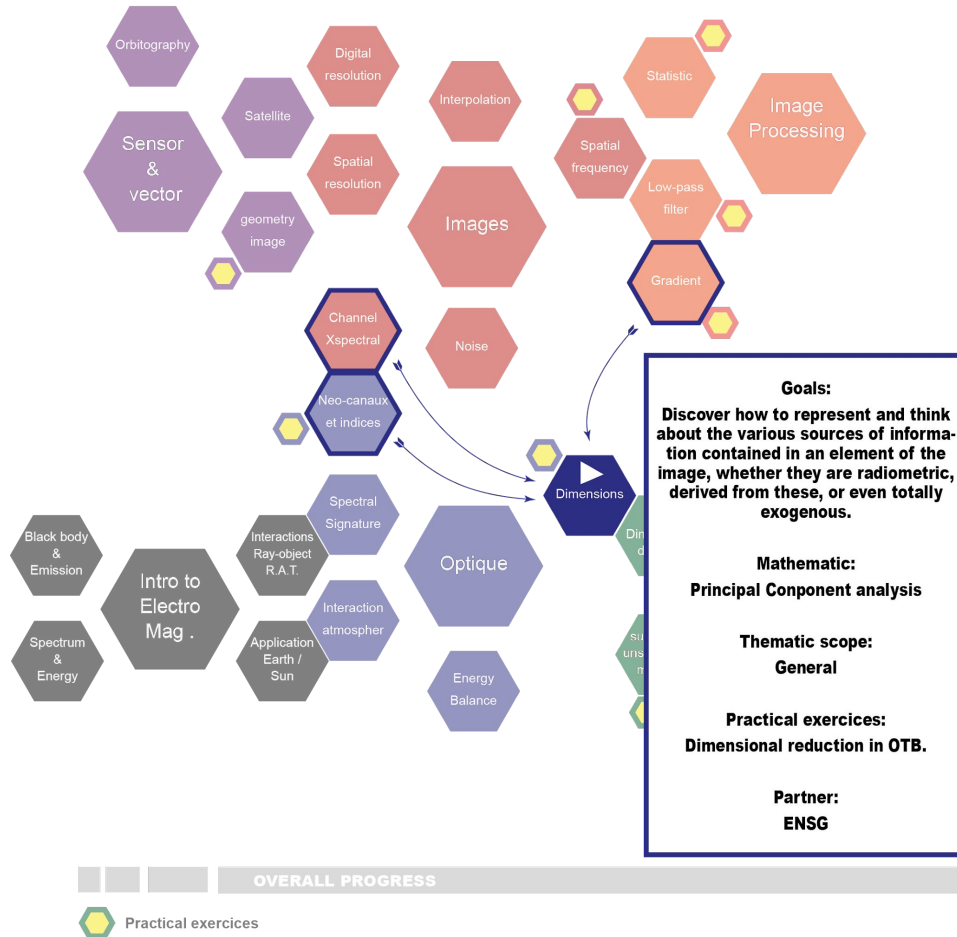 Orbitography
Sensor
&
vector
Satellite
geometry
image
Digital
resolution
Spatial
resolution
Interpolation
Images
Noise
Channel
Xspectral
Neo-canaux
et indices
Statistic
Image
Processing
Spatial
frequency
Low-pass
filter
Gradient
Dimensions
Spectral
Signature
Interactions
Ray-object
R.A.T.
Black body
&
Emission
Intro to
Electro
Mag .
Spectrum
&
Energy
Application
Earth /
Sun
Interaction
atmospher
Optique
Energy
Balance
Goals:
Discover how to represent and think
about the various sources of informa-
tion contained in an element of the
image, whether they are radiometric,
derived from these, or even totally
exogenous.
Mathematic:
Principal Component analysis
Thematic scope:
General
Practical exercices:
Dimensional reduction in OTB.
Partner:
ENSG
OVERALL PROGRESS
Practical exercices